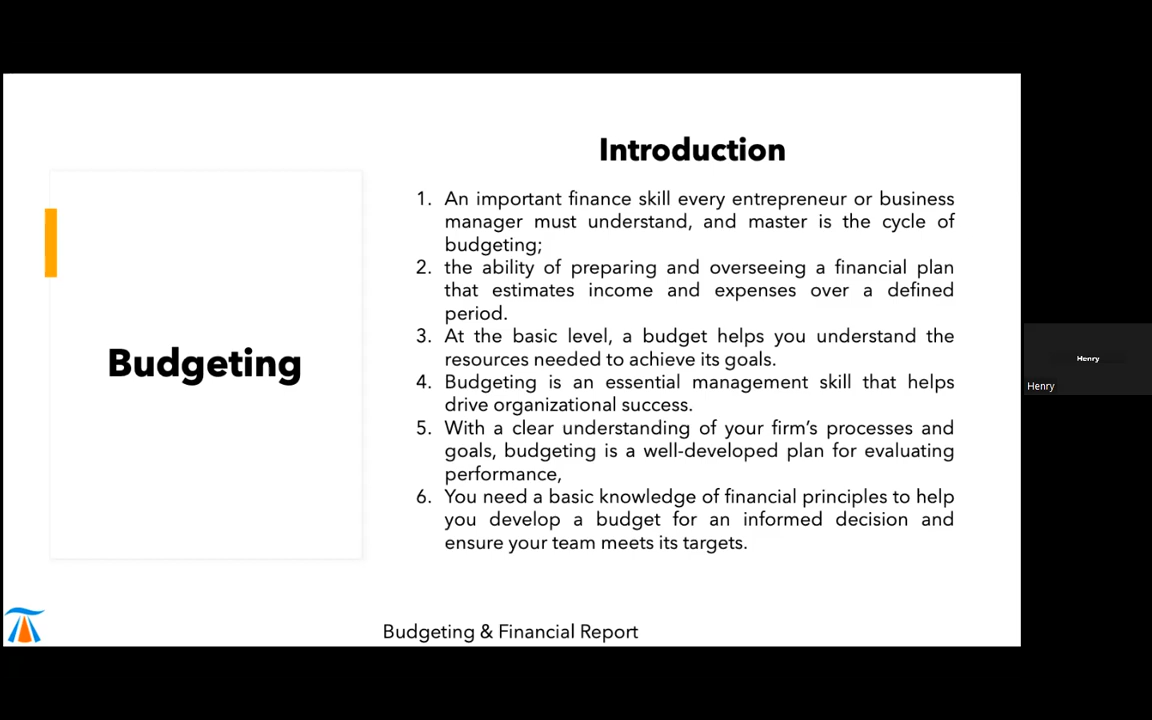 Introduction
1. An important finance skill every entrepreneur or business
manager must understand, and master is the cycle of
budgeting;
2. the ability of preparing and overseeing a financial plan
that estimates income and expenses over a defined
period.
3. At the basic level, a budget helps you understand the
resources needed to achieve its goals.
4. Budgeting is an essential management skill that helps
drive organizational success.
5. With a clear understanding of your firm’s processes and
goals, budgeting is a well-developed plan for evaluating
performance,
6. You need a basic knowledge of financial principles to help
you develop a budget for an informed decision and
ensure your team meets its targets.
Budgeting
Budgeting & Financial Report
Henry
Henry